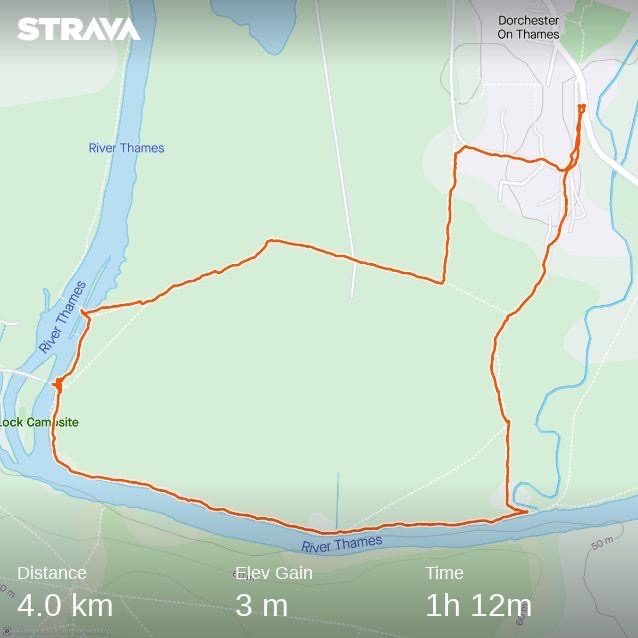 STRAVA
Dorchester
On Thames
River Thames
River Thames
Lock Campsite
River Thames
50 m
Distance
Elev Gain
Time
4.0 km
3 m
1h 12m